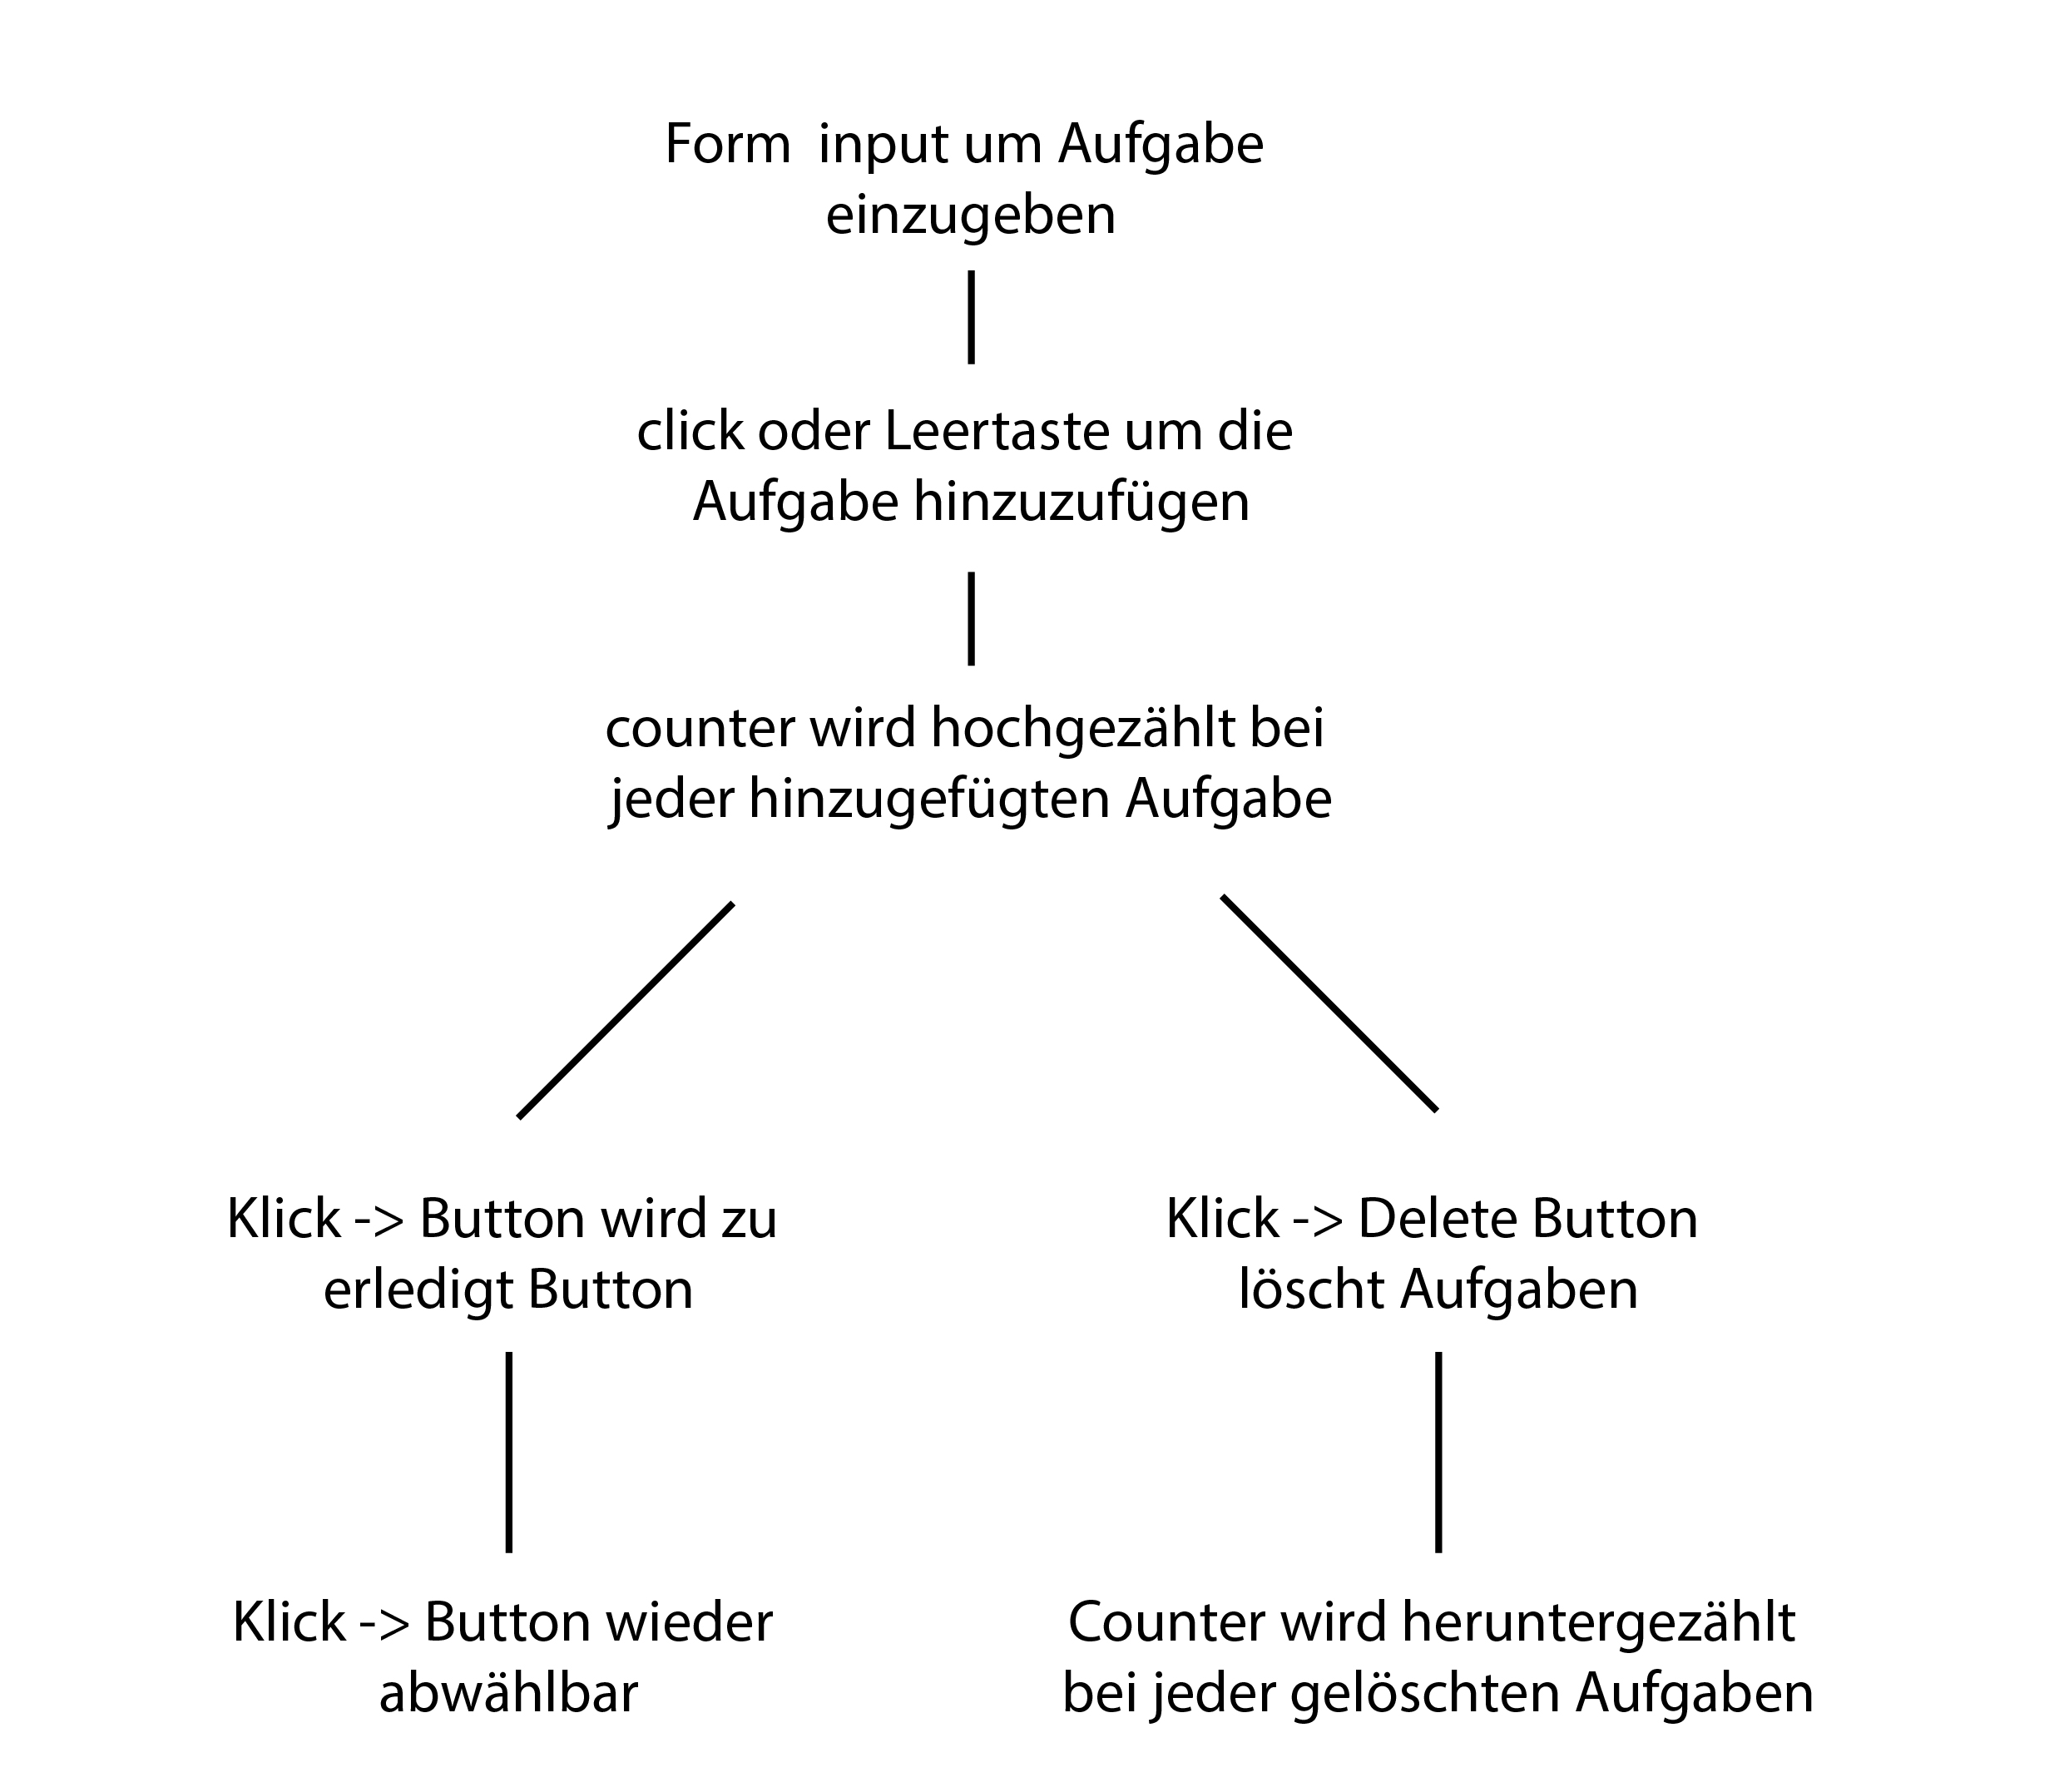 Form  input um Aufgabe
einzugeben
click oder Leertaste um die
Aufgabe hinzuzufügen
counter wird hochgezählt bei
jeder hinzugefügten Aufgabe
Klick -> Button wird zu
erledigt Button
Klick -> Delete Button
löscht Aufgaben
Klick -> Button wieder
abwählbar
Counter wird heruntergezählt
bei jeder gelöschten Aufgaben